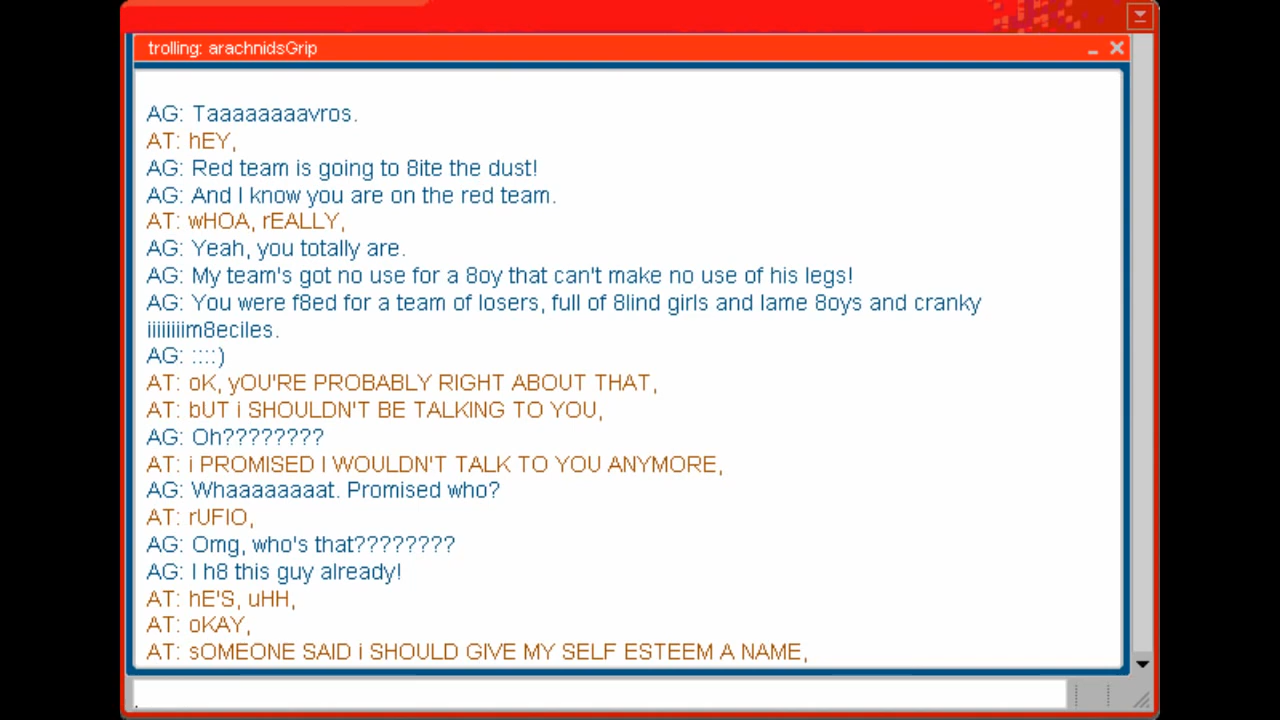 trolling: arachnidsGrip
AG: Taaaaaaaavros.
AT: hEY,
AG: Red team is going to 8ite the dust!
AG: And I know you are on the red team.
AT: wHOA, rEALLY,
AG: Yeah, you totally are.
AG: My team's got no use for a 8oy that can't make no use of his legs!
AG: You were f8ed for a team of losers, full of 8lind girls and lame 8oys and cranky
iiiiiiiim8eciles.
AG: ::::)
AT: oK, yOU'RE PROBABLY RIGHT ABOUT THAT,
AT: bUT i SHOULDN'T BE TALKING TO YOU,
AG: Oh????????
AT: i PROMISED I WOULDN'T TALK TO YOU ANYMORE,
AG: Whaaaaaaaat. Promised who?
AT: rUFIO,
AG: Omg, who's that????????
AG: I h8 this guy already!
AT: hE'S, uHH,
AT: oKAY,
AT: sOMEONE SAID i SHOULD GIVE MY SELF ESTEEM A NAME,